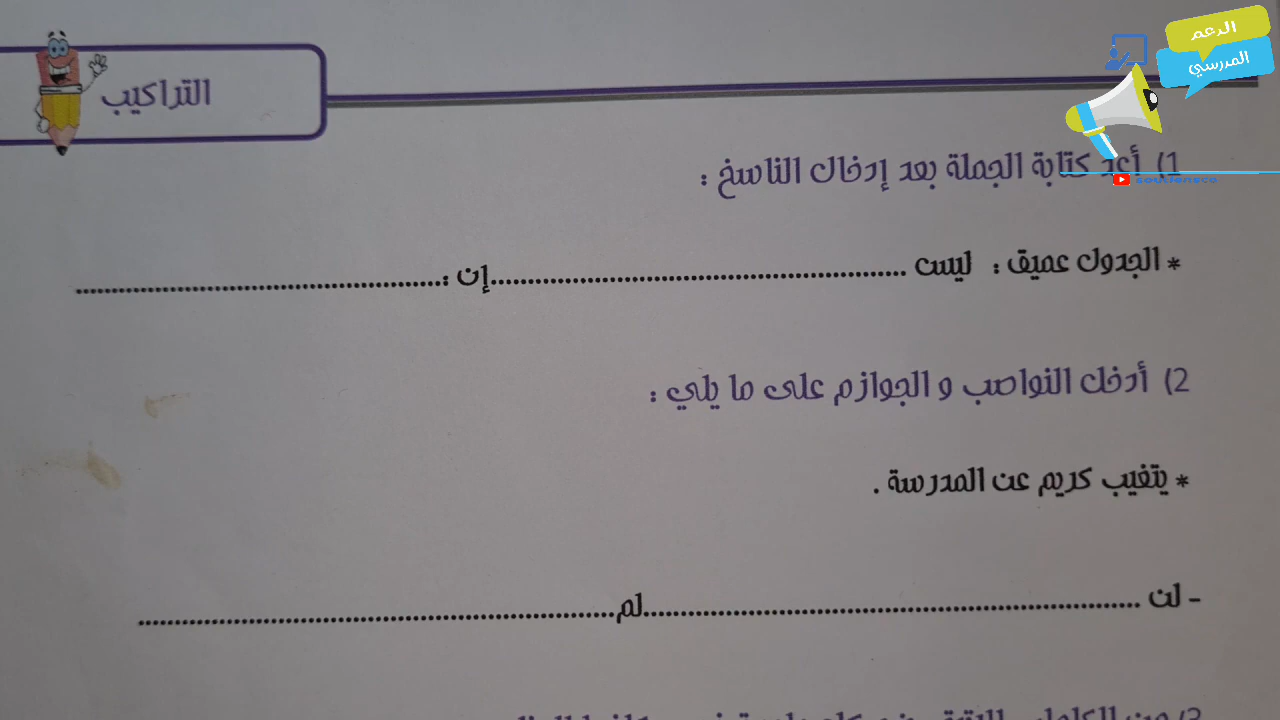 الدعم
المدرسي
التراكيب
1) أعد كتابة الجملة بعد إدخال الناسخ :
* الجدول عميق : ليست ................................................إن :..........................................
2) أدخل النواصب و الجوازم على ما يلي :
* يتغيب كريم عن المدرسة .
- لن .........................................................لم.......................................................